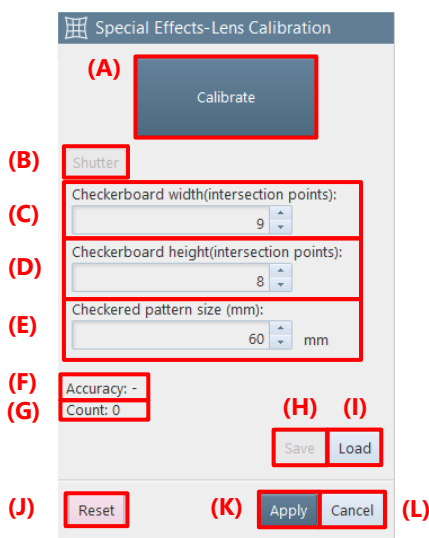 Special Effects-Lens Calibration
(A)
Calibrate
(B) Shutter
(C) Checkerboard width(intersection points):
9
(D) Checkerboard height(intersection points):
8
(E) Checkered pattern size (mm):
60 mm
(F) Accuracy: -
(G) Count: 0
(H) (I)
Save Load
(J) Reset (K) Apply Cancel (L)